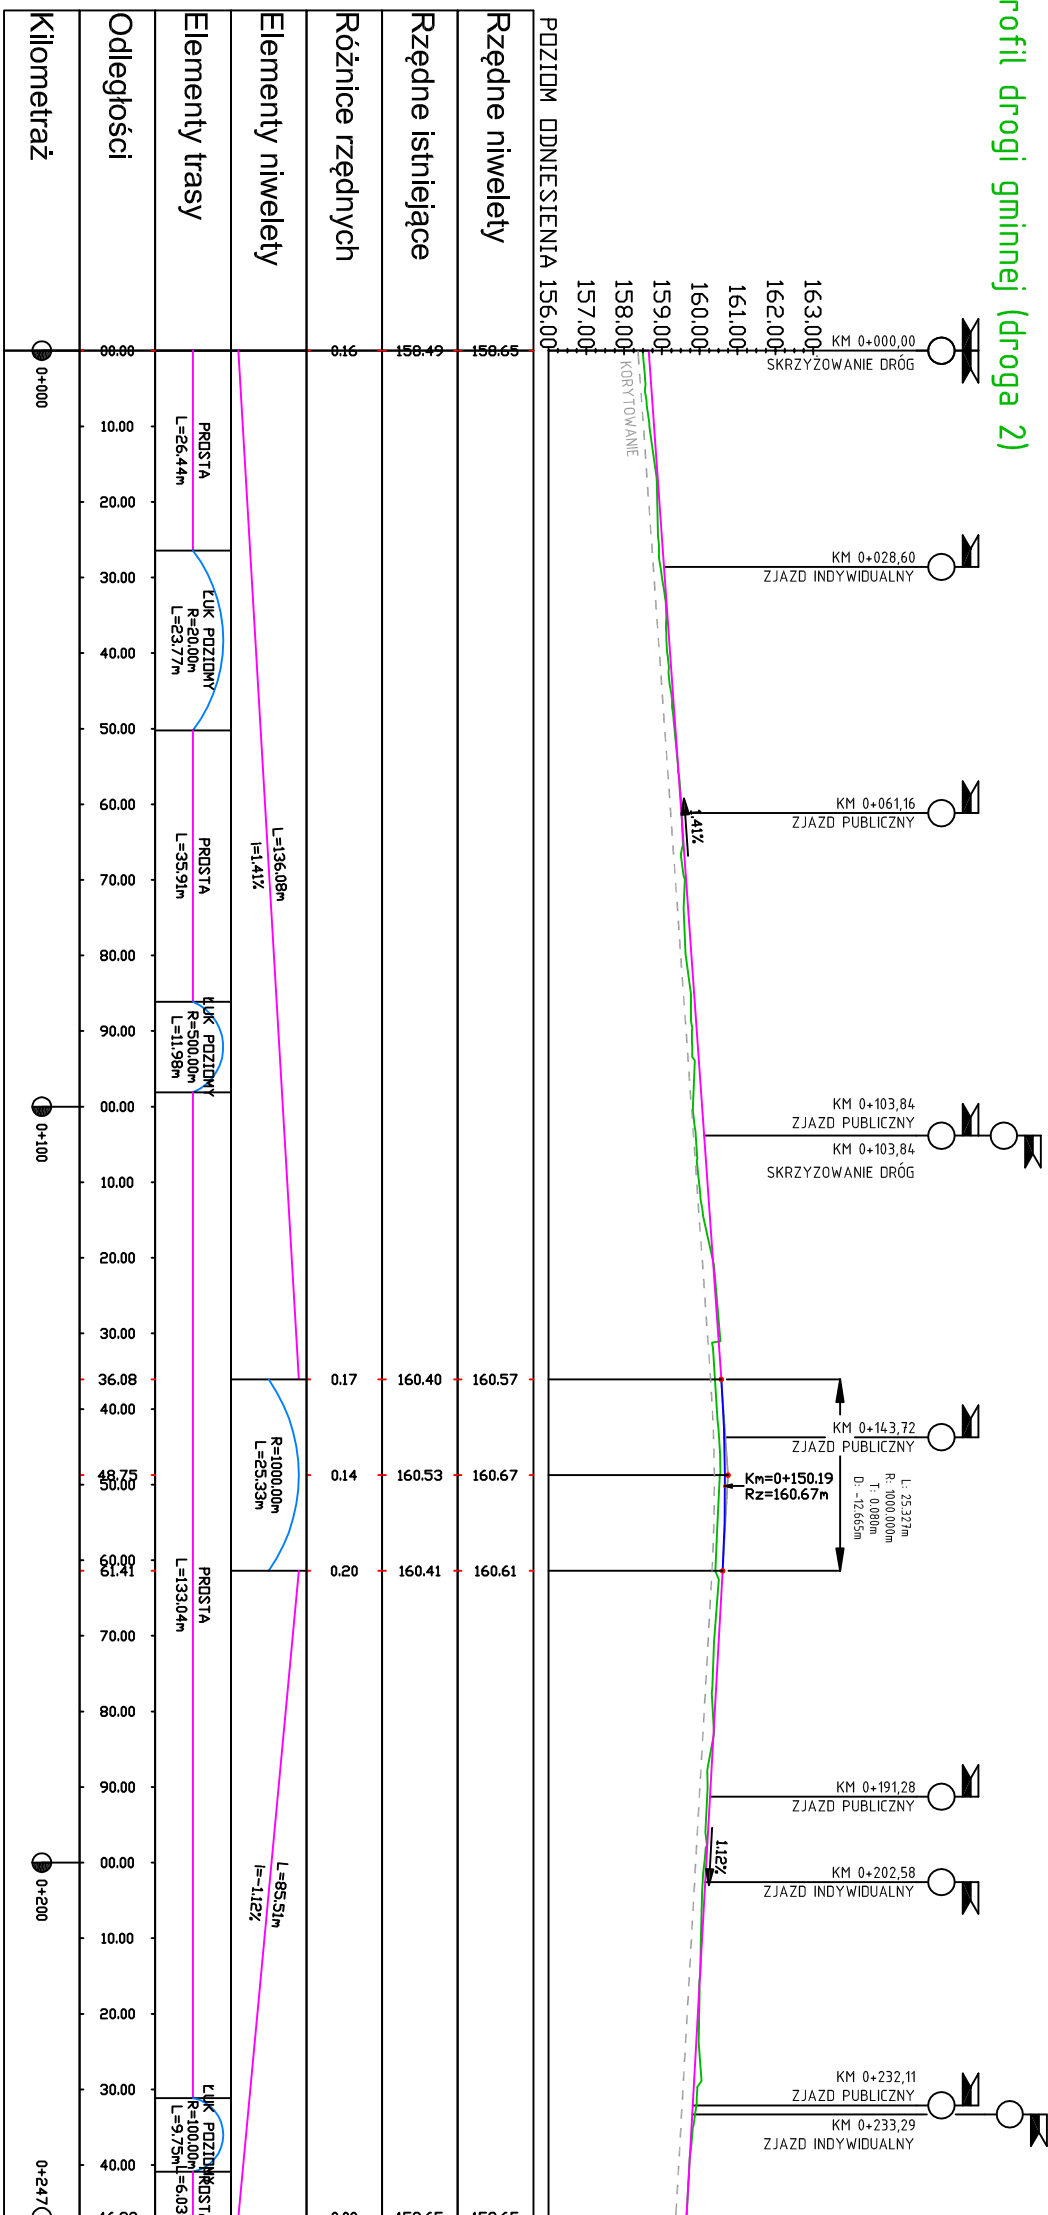 rofil drogi gminnej (droga 2)
KM 0+000,00
SKRZYŻOWANIE DRÓG
KM 0+028,60
ZJAZD INDYWIDUALNY
KM 0+061,16
ZJAZD PUBLICZNY
KM 0+103,84
ZJAZD PUBLICZNY
KM 0+103,84
SKRZYŻOWANIE DRÓG
KM 0+143,72
ZJAZD PUBLICZNY
KM 0+191,28
ZJAZD PUBLICZNY
KM 0+202,58
ZJAZD INDYWIDUALNY
KM 0+232,11
ZJAZD PUBLICZNY
KM 0+233,29
ZJAZD INDYWIDUALNY
L: 25.327m
R: 1000.000m
T: 0.080m
D: -12.665m
Km=0+150.19
Rz=160.67m
163.00
162.00
161.00
160.00
159.00
158.00
157.00
POZIOM ODNIESIENIA 156.00
KORYTOWANIE
1.41%
1.12%
Rzędne niwelety
158.65
160.57
160.67
160.61
Rzędne istniejące
158.49
160.40
160.53
160.41
Różnice rzędnych
0.16
0.17
0.14
0.20
Elementy niwelety
L=136.08m
i=1.41%
R=1000.00m
L=25.33m
L=85.51m
i=-1.12%
Elementy trasy
PROSTA
L=26.44m
ŁUK POZIOMY
R=20.00m
L=23.77m
PROSTA
L=35.91m
ŁUK POZIOMY
R=500.00m
L=11.98m
PROSTA
L=133.04m
ŁUK POZIOMY
R=100.00m
L=9.75m
L=6.03
Odległości
00.00
10.00
20.00
30.00
40.00
50.00
60.00
70.00
80.00
90.00
00.00
10.00
20.00
30.00
36.08
40.00
48.75
50.00
60.00
61.41
70.00
80.00
90.00
00.00
10.00
20.00
30.00
40.00
Kilometraż
0+000
0+100
0+200
0+247